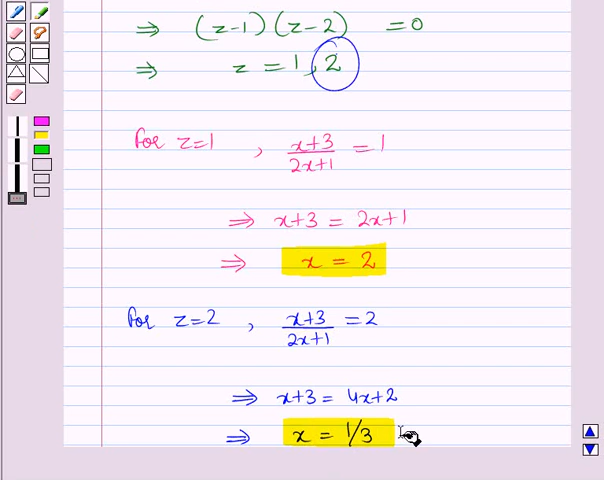 ⇒ (z-1)(z-2) = 0
⇒ z = 1, 2
For z=1 , x+3/2x+1 = 1
⇒ x+3 = 2x+1
⇒ x = 2
For z=2 , x+3/2x+1 = 2
⇒ x+3 = 4x+2
⇒ x = 1/3